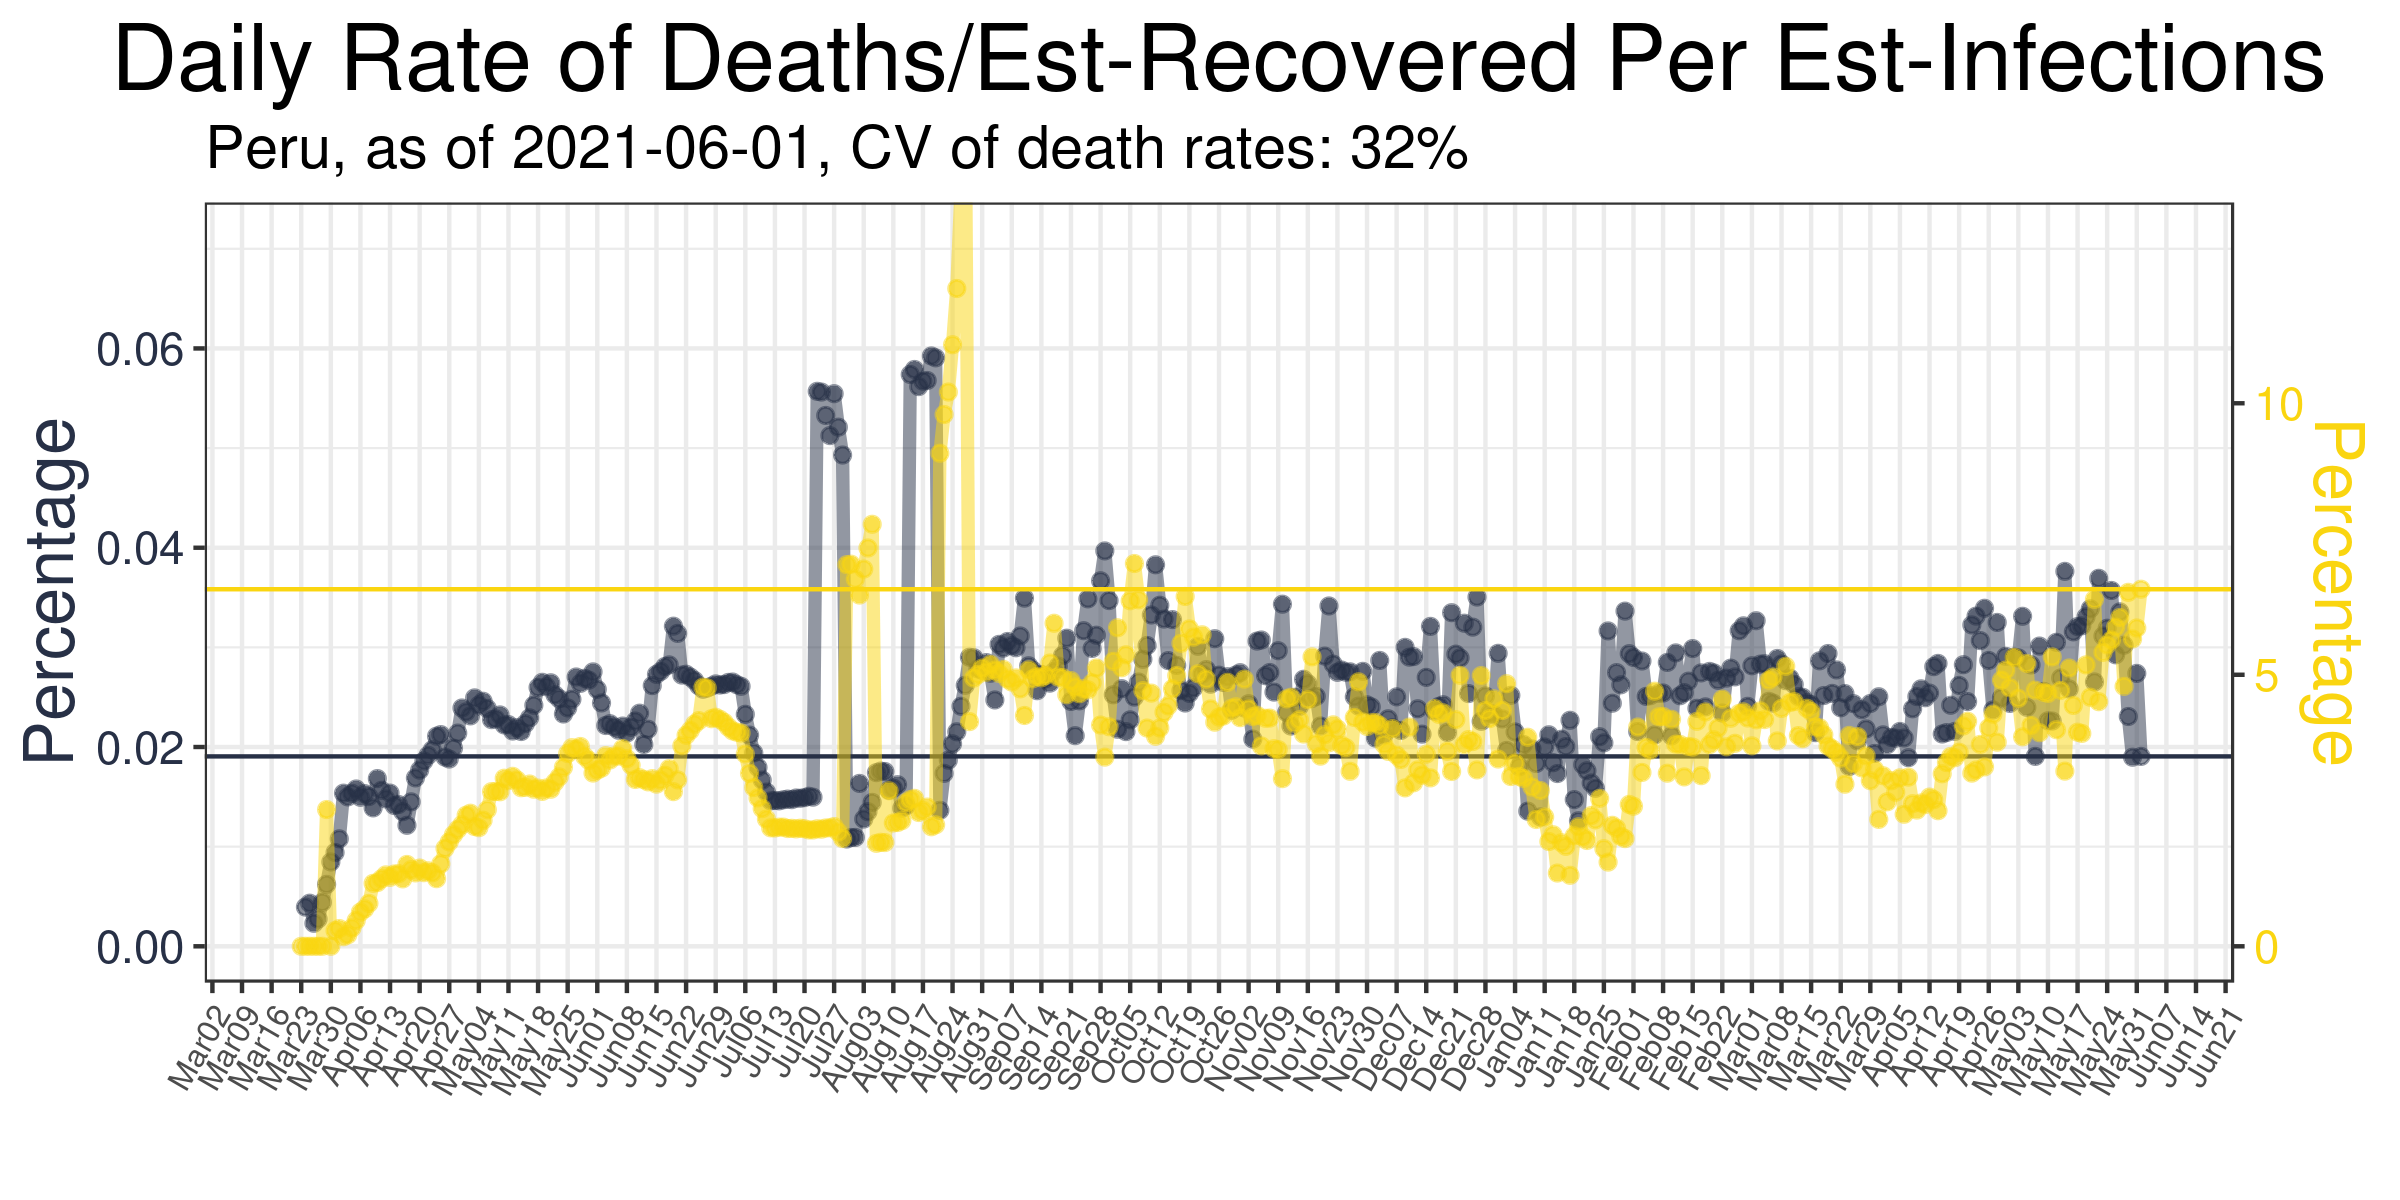 Daily Rate of Deaths/Est-Recovered Per Est-Infections
Peru, as of 2021-06-01, CV of death rates: 32%
Percentage
0.06
0.04
0.02
0.00
10
5
0
Percentage
Mar02 Mar09 Mar16 Mar23 Mar30 Apr06 Apr13 Apr20 Apr27 May04 May11 May18 May25 Jun01 Jun08 Jun15 Jun22 Jun29 Jul06 Jul13 Jul20 Jul27 Aug03 Aug10 Aug17 Aug24 Aug31 Sep07 Sep14 Sep21 Sep28 Oct05 Oct12 Oct19 Oct26 Nov02 Nov09 Nov16 Nov23 Nov30 Dec07 Dec14 Dec21 Dec28 Jan04 Jan11 Jan18 Jan25 Feb01 Feb08 Feb15 Feb22 Mar01 Mar08 Mar15 Mar22 Mar29 Apr05 Apr12 Apr19 Apr26 May03 May10 May17 May24 May31 Jun07 Jun14 Jun21